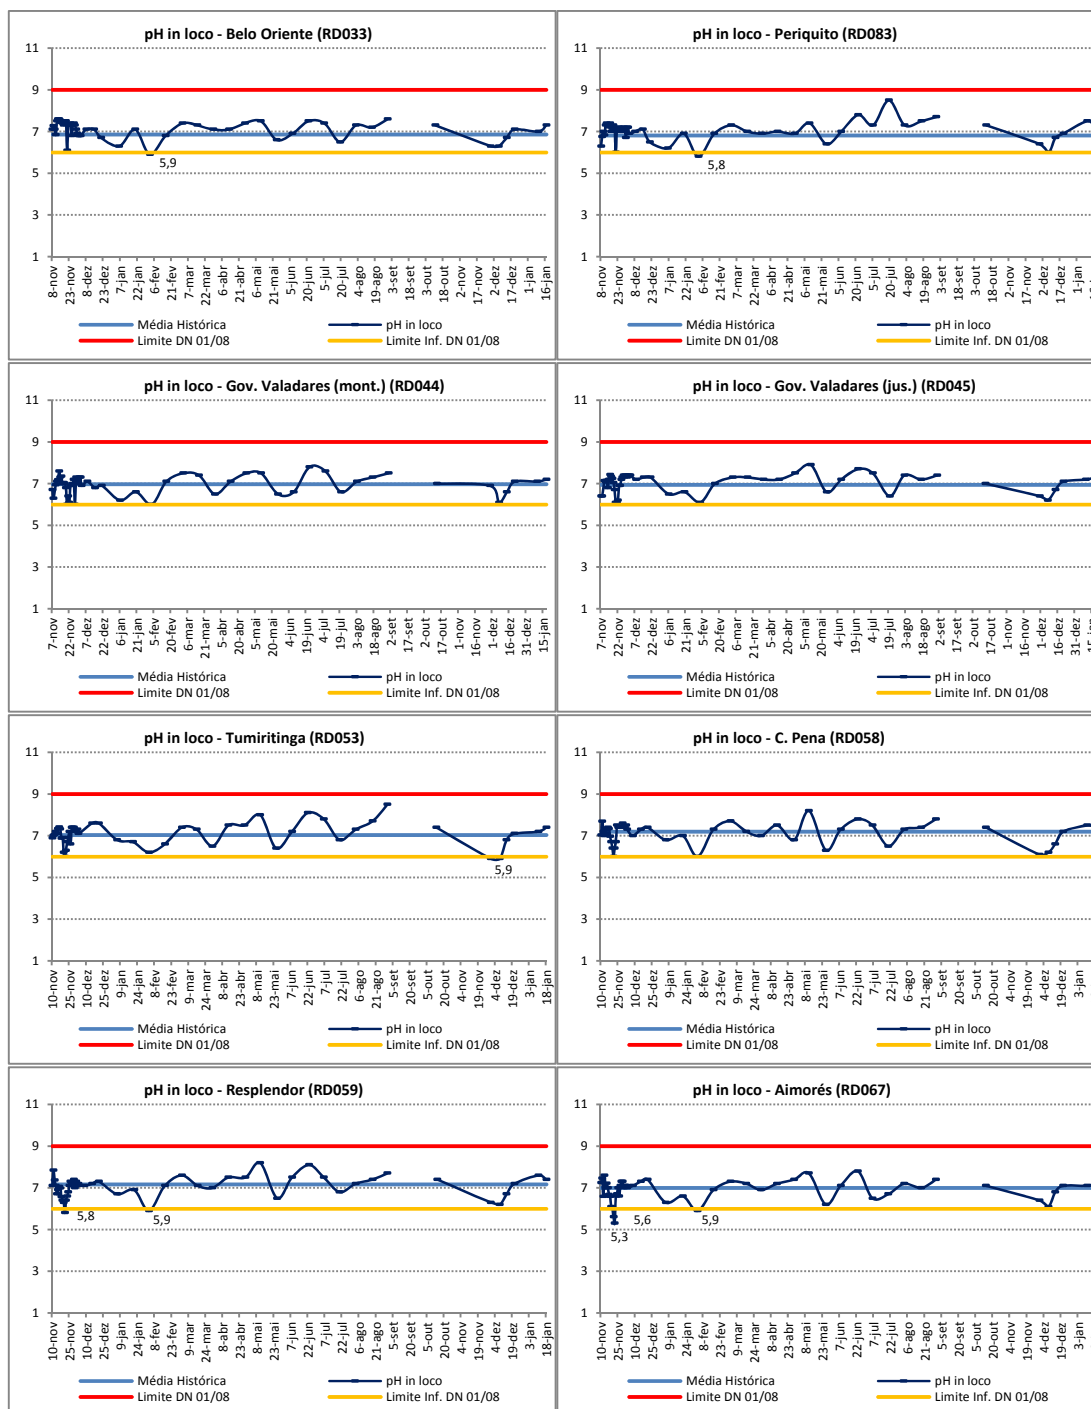 pH in loco - Belo Oriente (RD033)
11
9
7
5
3
1
5,9
8-nov 23-nov 8-dez 23-dez 7-jan 22-jan 6-fev 21-fev 7-mar 22-mar 6-abr 21-abr 6-mai 21-mai 5-jun 20-jun 5-jul 20-jul 4-ago 19-ago 3-set 18-set 3-out 18-out 2-nov 17-nov 2-dez 17-dez 1-jan 16-jan
Média Histórica pH in loco
Limite DN 01/08 Limite Inf. DN 01/08
pH in loco - Periquito (RD083)
11
9
7
5
3
1
5,8
8-nov 23-nov 8-dez 23-dez 7-jan 22-jan 6-fev 21-fev 7-mar 22-mar 6-abr 21-abr 6-mai 21-mai 5-jun 20-jun 5-jul 20-jul 4-ago 19-ago 3-set 18-set 3-out 18-out 2-nov 17-nov 2-dez 17-dez 1-jan
Média Histórica pH in loco
Limite DN 01/08 Limite Inf. DN 01/08
pH in loco - Gov. Valadares (mont.) (RD044)
11
9
7
5
3
1
7-nov 22-nov 7-dez 22-dez 6-jan 21-jan 5-fev 20-fev 6-mar 21-mar 5-abr 20-abr 5-mai 20-mai 4-jun 19-jun 4-jul 19-jul 3-ago 18-ago 2-set 17-set 2-out 17-out 1-nov 16-nov 1-dez 16-dez 31-dez 15-jan
Média Histórica pH in loco
Limite DN 01/08 Limite Inf. DN 01/08
pH in loco - Gov. Valadares (jus.) (RD045)
11
9
7
5
3
1
7-nov 22-nov 7-dez 22-dez 6-jan 21-jan 5-fev 20-fev 6-mar 21-mar 5-abr 20-abr 5-mai 20-mai 4-jun 19-jun 4-jul 19-jul 3-ago 18-ago 2-set 17-set 2-out 17-out 1-nov 16-nov 1-dez 16-dez 31-dez 15-jan
Média Histórica pH in loco
Limite DN 01/08 Limite Inf. DN 01/08
pH in loco - Tumiritinga (RD053)
11
9
7
5
3
1
5,9
10-nov 25-nov 10-dez 25-dez 9-jan 24-jan 8-fev 23-fev 9-mar 24-mar 8-abr 23-abr 8-mai 23-mai 7-jun 22-jun 7-jul 22-jul 6-ago 21-ago 5-set 20-set 5-out 20-out 4-nov 19-nov 4-dez 19-dez 3-jan 18-jan
Média Histórica pH in loco
Limite DN 01/08 Limite Inf. DN 01/08
pH in loco - C. Pena (RD058)
11
9
7
5
3
1
10-nov 25-nov 10-dez 25-dez 9-jan 24-jan 8-fev 23-fev 9-mar 24-mar 8-abr 23-abr 8-mai 23-mai 7-jun 22-jun 7-jul 22-jul 6-ago 21-ago 5-set 20-set 5-out 20-out 4-nov 19-nov 4-dez 19-dez 3-jan
Média Histórica pH in loco
Limite DN 01/08 Limite Inf. DN 01/08
pH in loco - Resplendor (RD059)
11
9
7
5
3
1
5,8 5,9
10-nov 25-nov 10-dez 25-dez 9-jan 24-jan 8-fev 23-fev 9-mar 24-mar 8-abr 23-abr 8-mai 23-mai 7-jun 22-jun 7-jul 22-jul 6-ago 21-ago 5-set 20-set 5-out 20-out 4-nov 19-nov 4-dez 19-dez 3-jan 18-jan
Média Histórica pH in loco
Limite DN 01/08 Limite Inf. DN 01/08
pH in loco - Aimorés (RD067)
11
9
7
5
3
1
5,3 5,6 5,9
10-nov 25-nov 10-dez 25-dez 9-jan 24-jan 8-fev 23-fev 9-mar 24-mar 8-abr 23-abr 8-mai 23-mai 7-jun 22-jun 7-jul 22-jul 6-ago 21-ago 5-set 20-set 5-out 20-out 4-nov 19-nov 4-dez 19-dez 3-jan
Média Histórica pH in loco
Limite DN 01/08 Limite Inf. DN 01/08